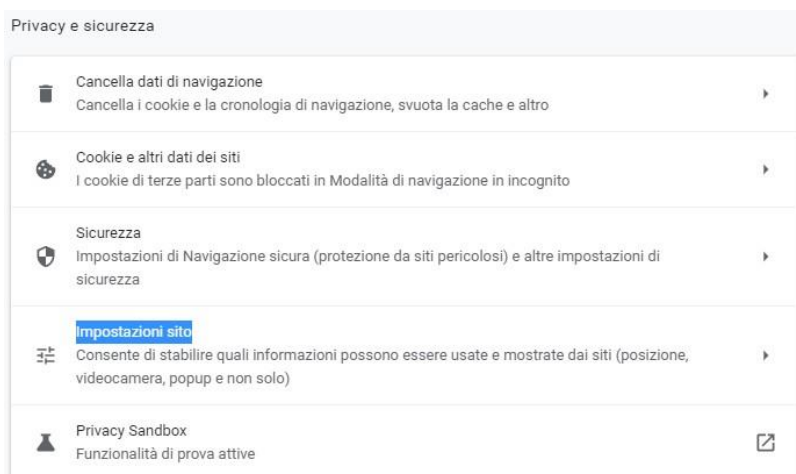 Privacy e sicurezza
Cancella dati di navigazione
Cancella i cookie e la cronologia di navigazione, svuota la cache e altro
Cookie e altri dati dei siti
I cookie di terze parti sono bloccati in Modalità di navigazione in incognito
Sicurezza
Impostazioni di Navigazione sicura (protezione da siti pericolosi) e altre impostazioni di
sicurezza
Impostazioni sito
Consente di stabilire quali informazioni possono essere usate e mostrate dai siti (posizione,
videocamera, popup e non solo)
Privacy Sandbox
Funzionalità di prova attive